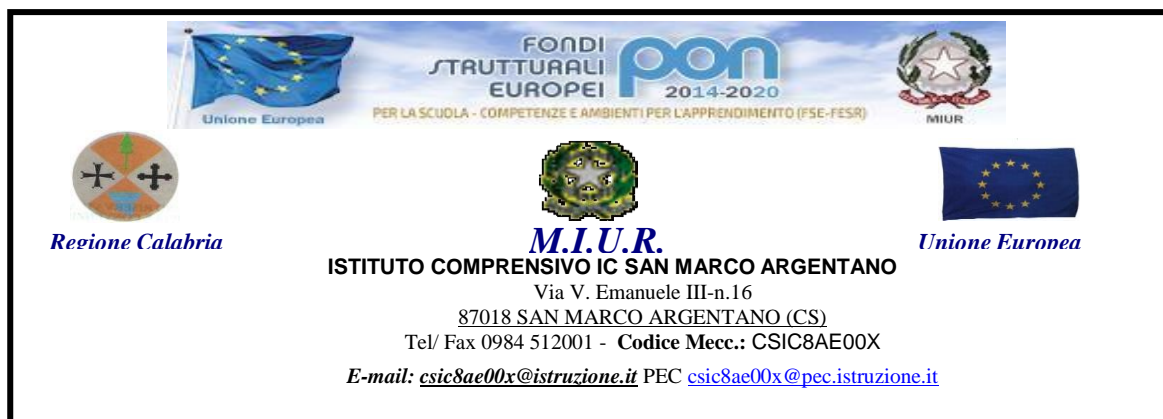 FONDI
STRUTTURALI
EUROPEI
pon
2014-2020
Unione Europea
PER LA SCUOLA - COMPETENZE E AMBIENTI PER L'APPRENDIMENTO (FSE-FESR)
MIUR
Regione Calabria
M.I.U.R.
Unione Europea
ISTITUTO COMPRENSIVO IC SAN MARCO ARGENTANO
Via V. Emanuele III-n.16
87018 SAN MARCO ARGENTANO (CS)
Tel/ Fax 0984 512001 - Codice Mecc.: CSIC8AE00X
E-mail: csic8ae00x@istruzione.it PEC csic8ae00x@pec.istruzione.it